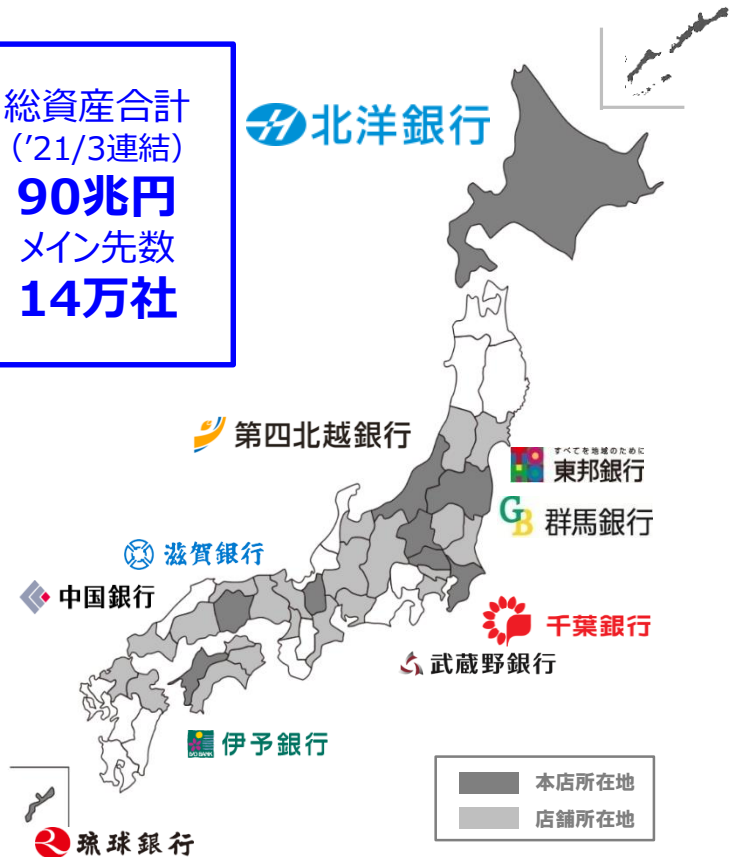 総資産合計
（’21/3連結）
90兆円
メイン先数
14万社
北洋銀行
第四北越銀行
TOHO
すべてを地域のために
東邦銀行
GB 群馬銀行
滋賀銀行
中国銀行
千葉銀行
武蔵野銀行
IYO BANK
伊予銀行
琉球銀行
本店所在地
店舗所在地